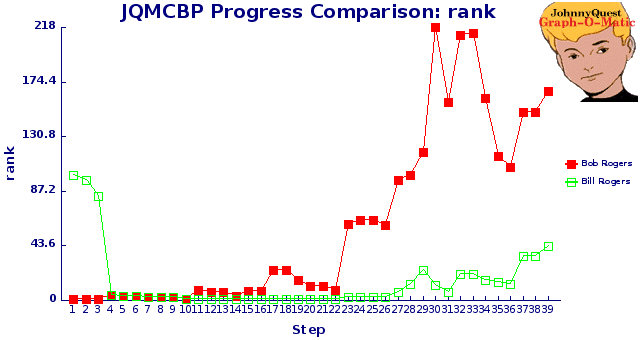 JQMCBP Progress Comparison: rank
JohnnyQuest
Graph-O-Matic
218
174.4
130.8
87.2
43.6
0
rank
Bob Rogers
Bill Rogers
1 2 3 4 5 6 7 8 9 10 11 12 13 14 15 16 17 18 19 20 21 22 23 24 25 26 27 28 29 30 31 32 33 34 35 36 37 38 39
Step